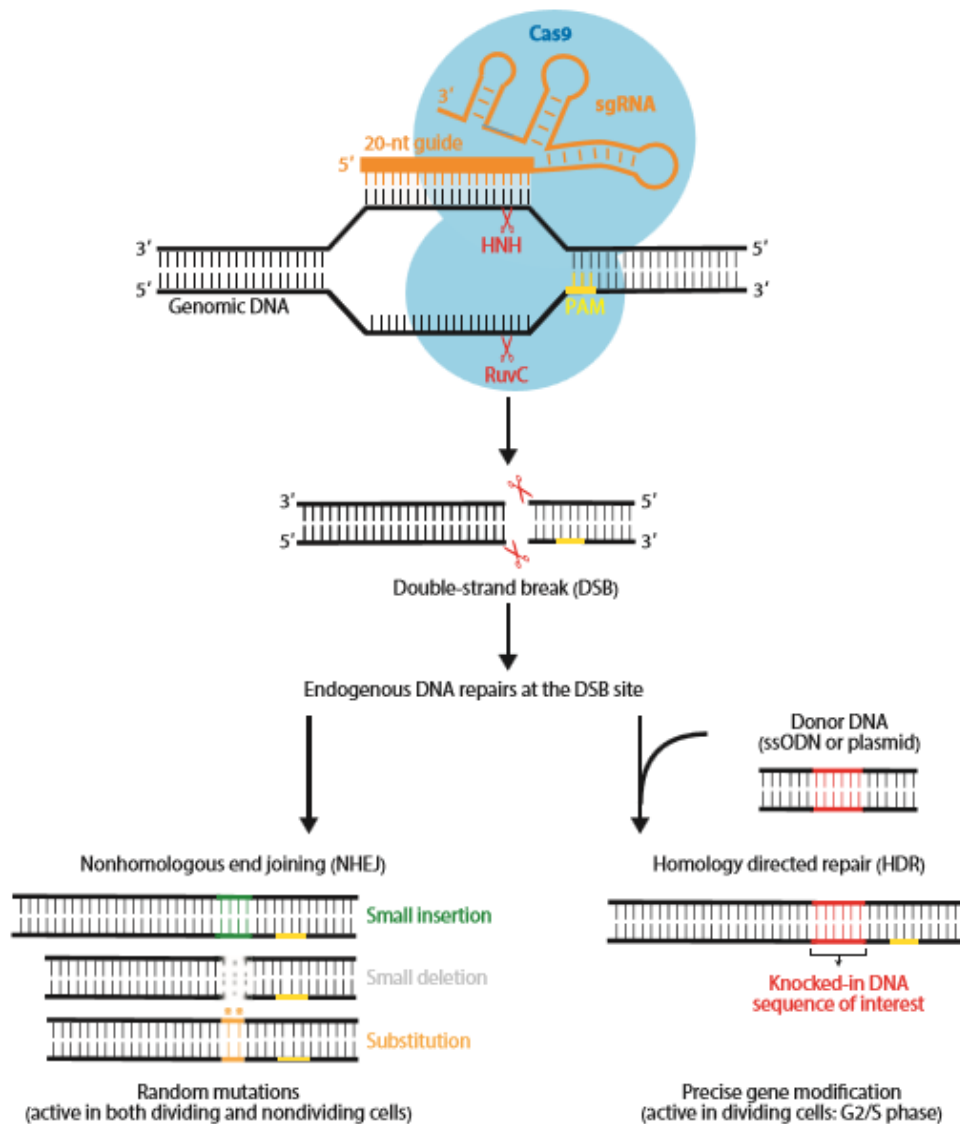 Cas9
3′
sgRNA
20-nt guide
5′
HNH
3′
5′
5′
3′
Genomic DNA
PAM
RuvC
3′
5′
5′
3′
Double-strand break (DSB)
Endogenous DNA repairs at the DSB site
Donor DNA
(ssODN or plasmid)
Nonhomologous end joining (NHEJ)
Small insertion
Small deletion
Substitution
Random mutations
(active in both dividing and nondividing cells)
Homology directed repair (HDR)
Knocked-in DNA
sequence of interest
Precise gene modification
(active in dividing cells: G2/S phase)